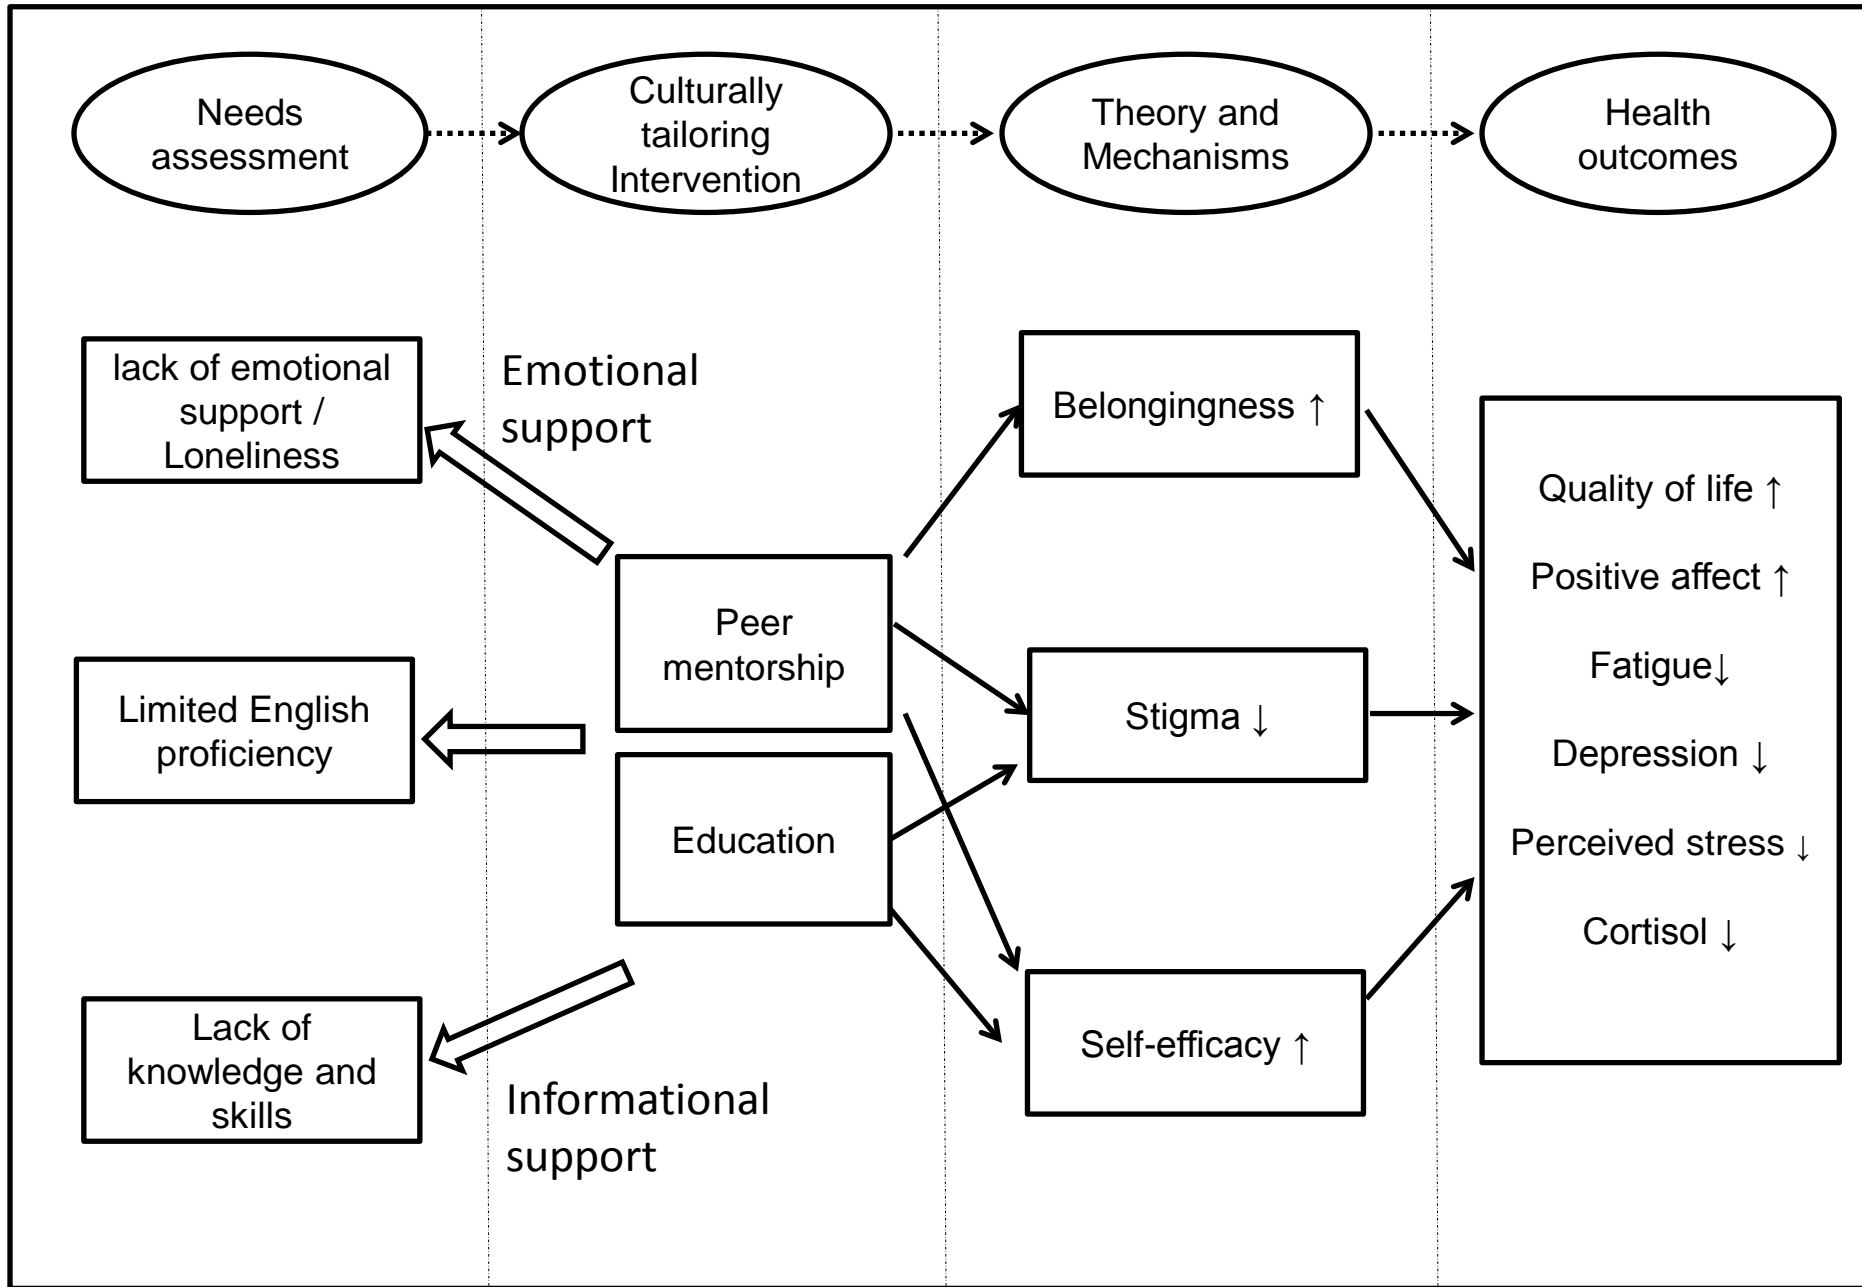 Needs
assessment
Culturally
tailoring
Intervention
Theory and
Mechanisms
Health
outcomes
lack of emotional
support /
Loneliness
Emotional
support
Limited English
proficiency
Lack of
knowledge and
skills
Informational
support
Peer
mentorship
Education
Belongingness ↑
Stigma ↓
Self-efficacy ↑
Quality of life ↑
Positive affect ↑
Fatigue↓
Depression ↓
Perceived stress ↓
Cortisol ↓